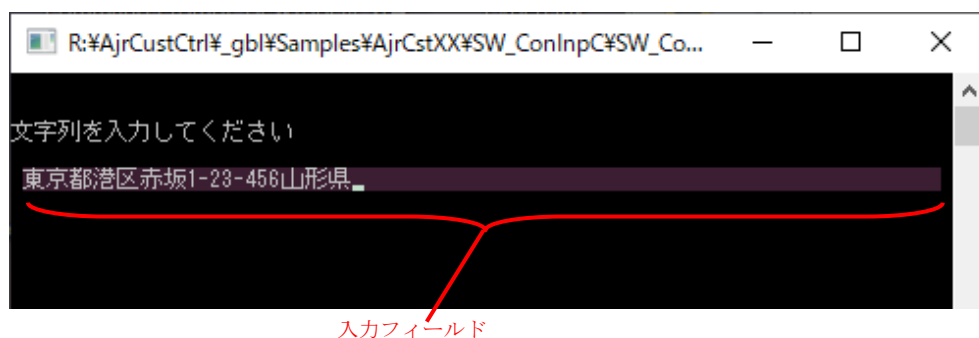 R:¥AjrCustCtrl¥_gbl¥Samples¥AjrCstXX¥SW_ConInpC¥SW_Co...
文字列を入力してください
東京都港区赤坂1-23-456山形県_
入力フィールド